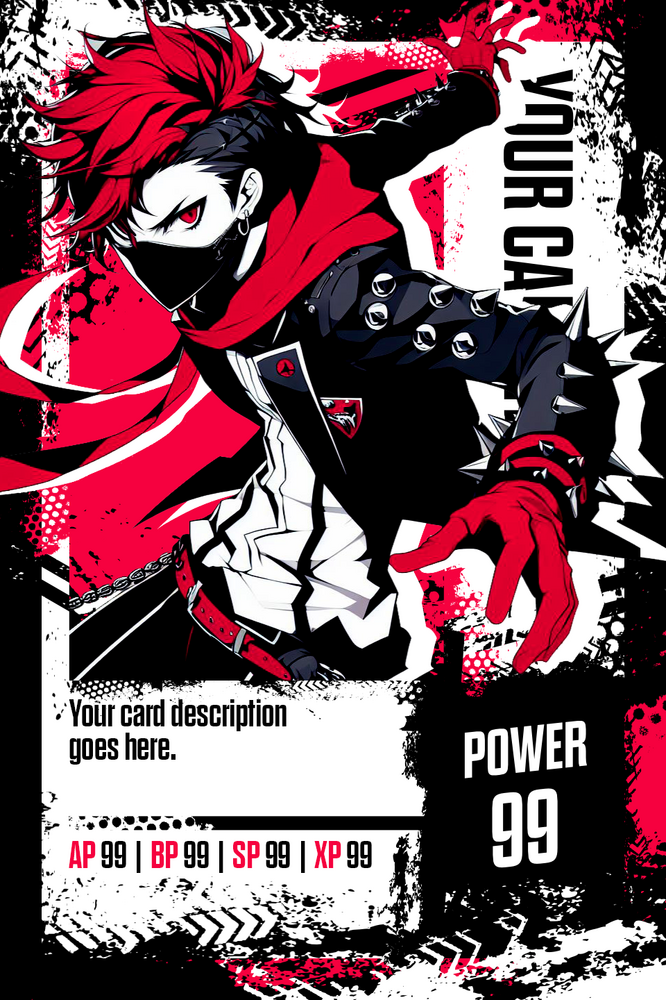 YOUR
Your card description
goes here.
AP 99 | BP 99 | SP 99 | XP 99
POWER
99